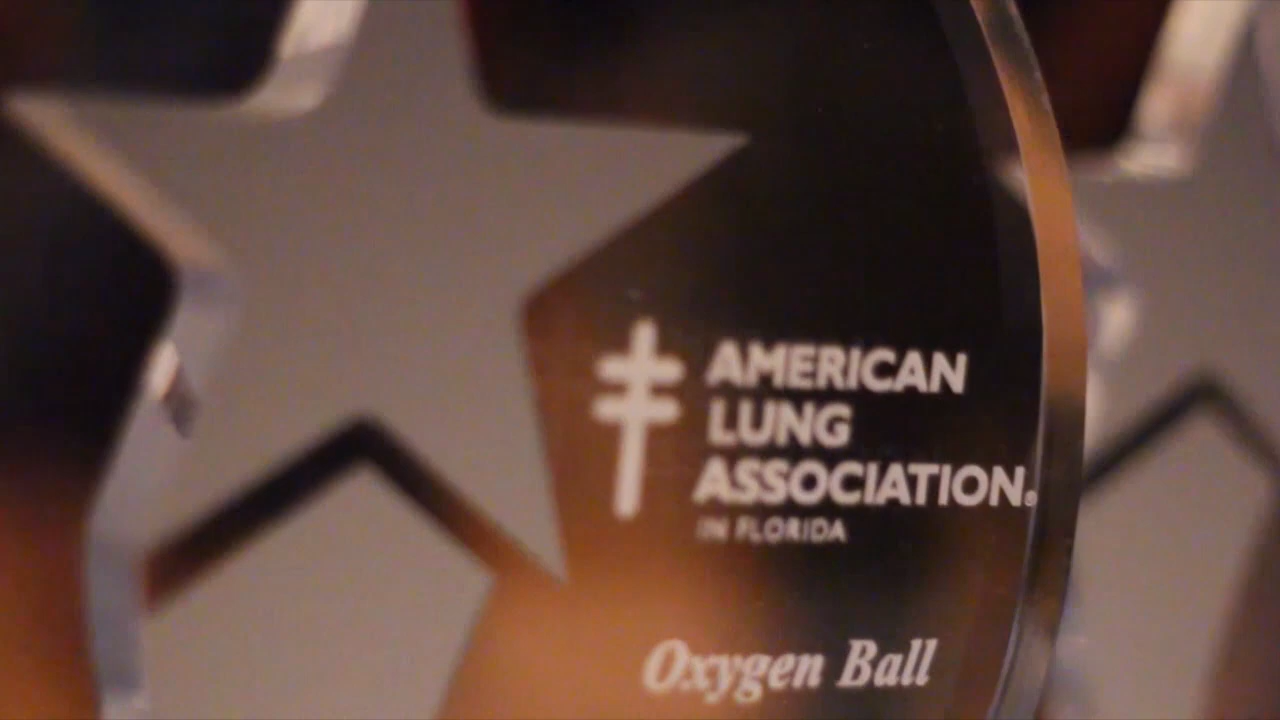 AMERICAN
LUNG
ASSOCIATION®
IN FLORIDA
Oxygen Ball